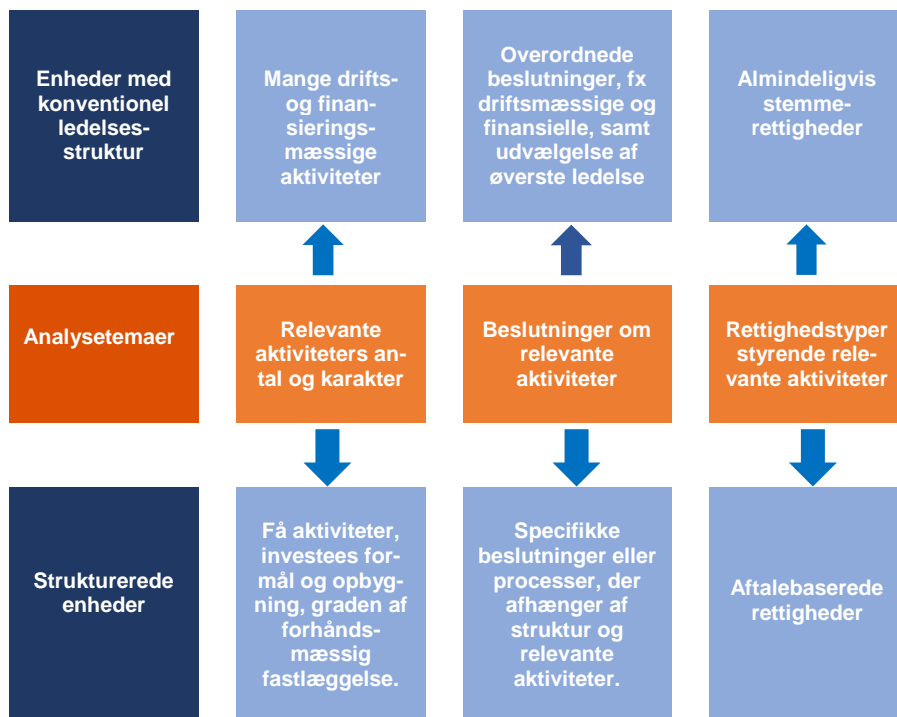 Enheder med
konventionel
ledelses-
struktur
Mange drifts-
og finan-
sierings-
mæssige
aktiviteter
Overordnede
beslutninger, fx
driftsmæssige og
finansielle, samt
udvælgelse af
øverste ledelse
Almindeligvis
stemme-
rettigheder
Analysetemaer
Relevante
aktiviteters an-
tal og karakter
Beslutninger om
relevante
aktiviteter
Rettighedstyper
styrende rele-
vante aktiviteter
Strukturerede
enheder
Få aktiviteter,
investees for-
mål og opbyg-
ning, graden af
forhånds-
mæssig
fastlæggelse.
Specifikke
beslutninger eller
processer, der
afhænger af
struktur og
relevante
aktiviteter.
Aftalebaserede
rettigheder